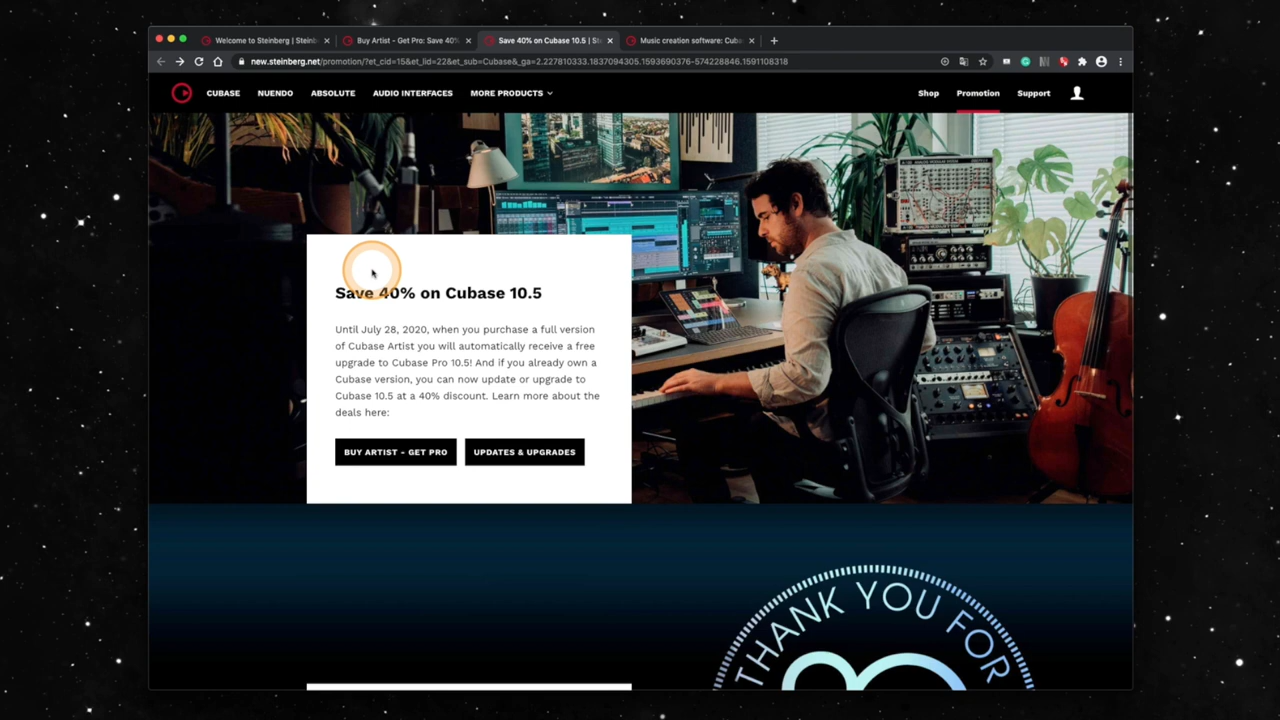 Welcome to Steinberg | Steinb
Buy Artist - Get Pro: Save 40%
Save 40% on Cubase 10.5 | St
Music creation software: Cuba
new.steinberg.net/promotion/?et_cid=15&et_lid=22&et_sub=Cubase&_ga=2.227810333.1837094305.1593690376-574228846.1591108318
CUBASE
NUENDO
ABSOLUTE
AUDIO INTERFACES
MORE PRODUCTS
Shop
Promotion
Support
Save 40% on Cubase 10.5
Until July 28, 2020, when you purchase a full version
of Cubase Artist you will automatically receive a free
upgrade to Cubase Pro 10.5! And if you already own a
Cubase version, you can now update or upgrade to
Cubase 10.5 at a 40% discount. Learn more about the
deals here:
BUY ARTIST - GET PRO
UPDATES & UPGRADES
THANK YOU FOR